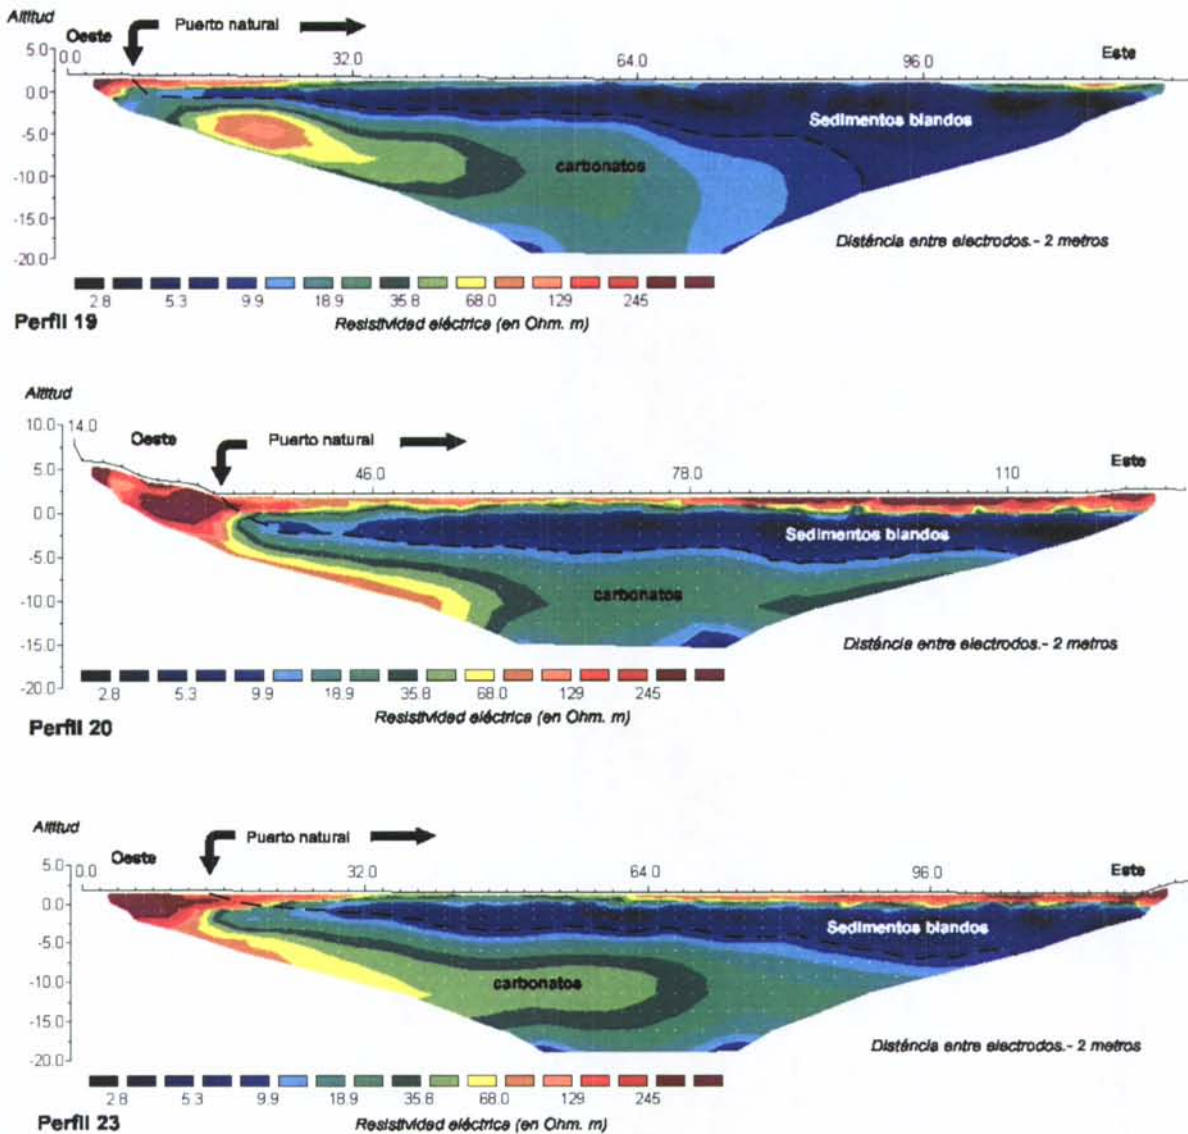 Altitud
Oeste
Puerto natural
5.0
0.0
32.0
64.0
96.0
Este
0.0
-5.0
-10.0
-15.0
-20.0
Sedimentos blandos
carbonatos
Distáncia entre electrodos.- 2 metros
2.8 5.3 9.9 18.9 35.8 68.0 129 245
Perfil 19
Resistividad eléctrica (en Ohm. m)
Altitud
10.0
14.0
Oeste
Puerto natural
46.0
78.0
110
Este
5.0
0.0
-5.0
-10.0
-15.0
-20.0
Sedimentos blandos
carbonatos
Distáncia entre electrodos.- 2 metros
2.8 5.3 9.9 18.9 35.8 68.0 129 245
Resistividad eléctrica (en Ohm. m)
Perfil 20
Altitud
Puerto natural
Oeste
5.0
0.0
32.0
64.0
96.0
Este
0.0
-5.0
-10.0
-15.0
-20.0
Sedimentos blandos
carbonatos
Distáncia entre electrodos.- 2 metros
2.8 5.3 9.9 18.9 35.8 68.0 129 245
Perfil 23
Resistividad eléctrica (en Ohm. m)